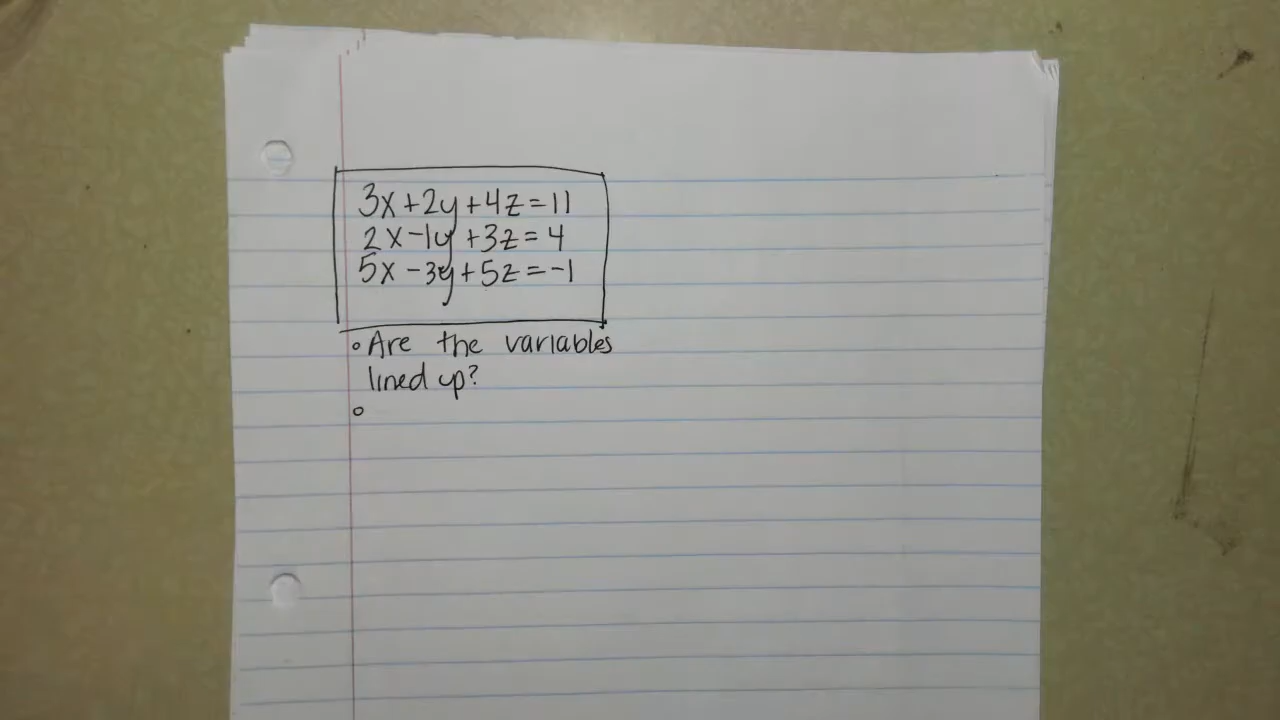 3x+2y+4z=11
2x-1y+3z=4
5x-3y+5z=-1
∘Are the variables
lined up?
∘